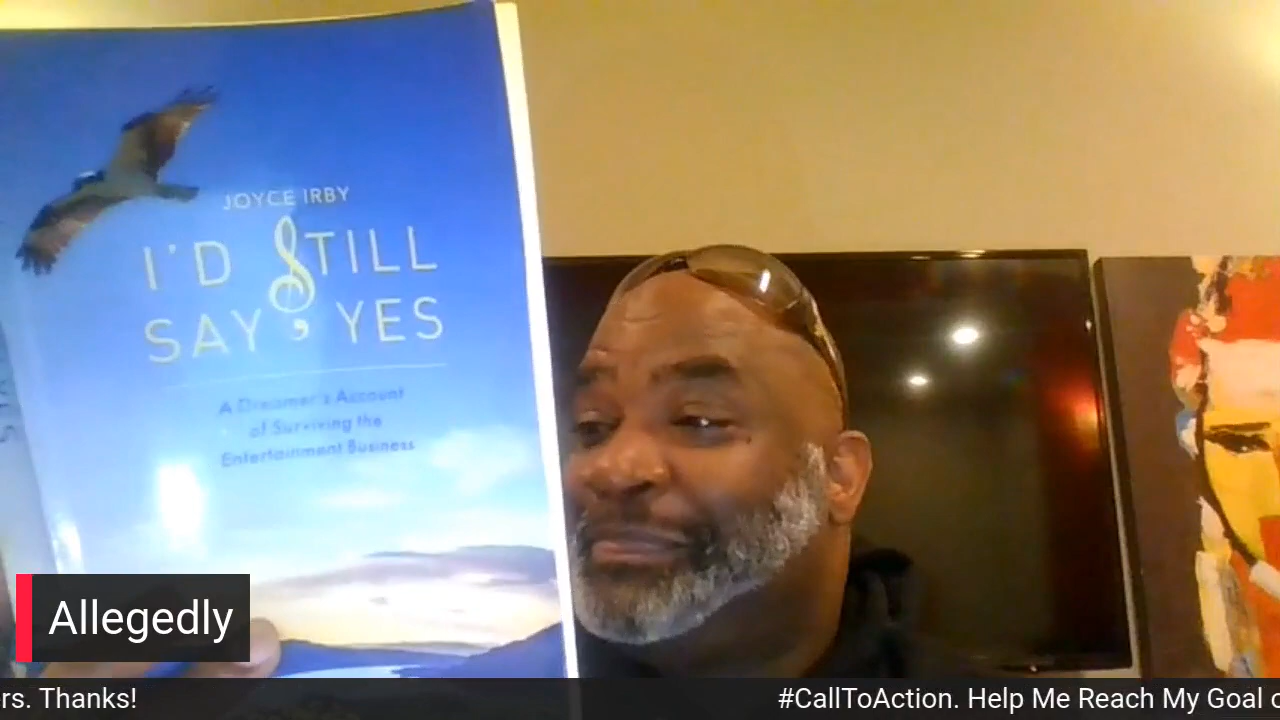 JOYCE IRBY
I'D STILL
SAY, YES
A Dreamer's Account
of Surviving the
Entertainment Business
Allegedly
rs. Thanks!
#CallToAction. Help Me Reach My Goal